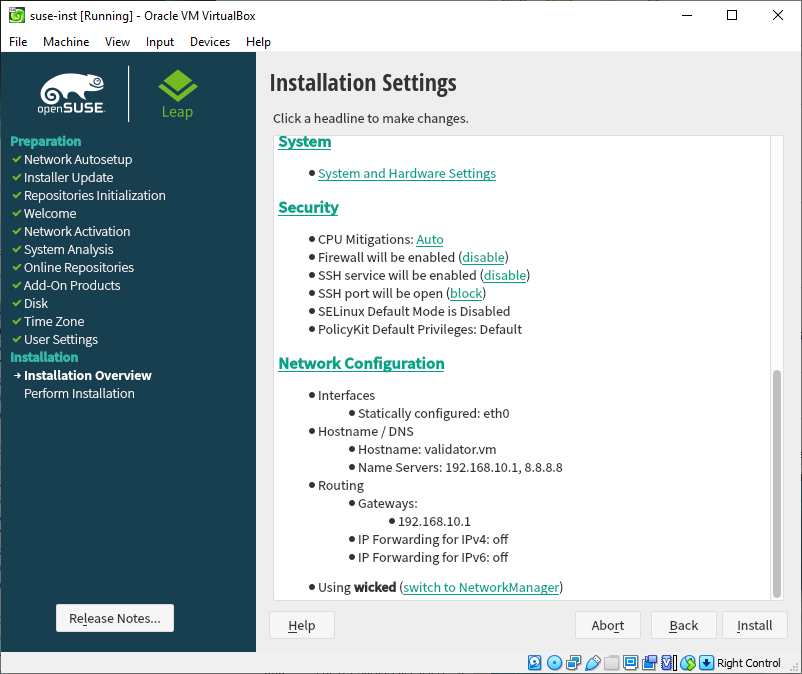 suse-inst [Running] - Oracle VM VirtualBox
File Machine View Input Devices Help
openSUSE
Leap
Preparation
Network Autosetup
Installer Update
Repositories Initialization
Welcome
Network Activation
System Analysis
Online Repositories
Add-On Products
Disk
Time Zone
User Settings
Installation
Installation Overview
Perform Installation
Release Notes...
Installation Settings
Click a headline to make changes.
System
System and Hardware Settings
Security
CPU Mitigations: Auto
Firewall will be enabled (disable)
SSH service will be enabled (disable)
SSH port will be open (block)
SELinux Default Mode is Disabled
PolicyKit Default Privileges: Default
Network Configuration
Interfaces
Statically configured: eth0
Hostname / DNS
Hostname: validator.vm
Name Servers: 192.168.10.1, 8.8.8.8
Routing
Gateways:
192.168.10.1
IP Forwarding for IPv4: off
IP Forwarding for IPv6: off
Using wicked (switch to NetworkManager)
Help Abort Back Install
Right Control